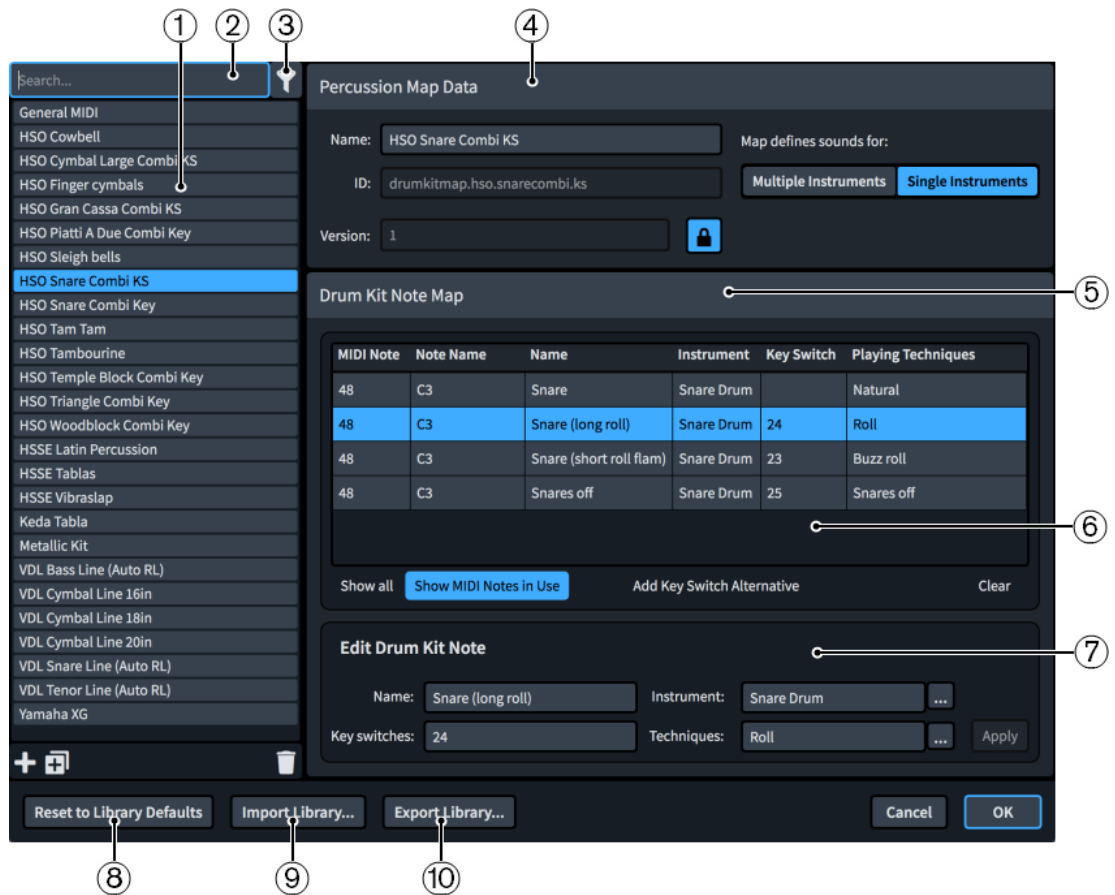 ① ② ③ ④
Search...
General MIDI
HSO Cowbell
HSO Cymbal Large Combi KS
HSO Finger cymbals
HSO Gran Cassa Combi KS
HSO Piatti A Due Combi Key
HSO Sleigh bells
HSO Snare Combi KS
HSO Snare Combi Key
HSO Tam Tam
HSO Tambourine
HSO Temple Block Combi Key
HSO Triangle Combi Key
HSO Woodblock Combi Key
HSSE Latin Percussion
HSSE Tablas
HSSE Vibraslap
Keda Tabla
Metallic Kit
VDL Bass Line (Auto RL)
VDL Cymbal Line 16in
VDL Cymbal Line 18in
VDL Cymbal Line 20in
VDL Snare Line (Auto RL)
VDL Tenor Line (Auto RL)
Yamaha XG
Percussion Map Data
Name: HSO Snare Combi KS
Map defines sounds for:
ID: drumkitmap.hso.snarecombi.ks
Multiple Instruments Single Instruments
Version: 1
Drum Kit Note Map
⑤
MIDI Note Note Name Name Instrument Key Switch Playing Techniques
48 C3 Snare Snare Drum Natural
48 C3 Snare (long roll) Snare Drum 24 Roll
48 C3 Snare (short roll flam) Snare Drum 23 Buzz roll
48 C3 Snares off Snare Drum 25 Snares off
⑥
Show all Show MIDI Notes in Use Add Key Switch Alternative Clear
Edit Drum Kit Note
⑦
Name: Snare (long roll) Instrument: Snare Drum ...
Key switches: 24 Techniques: Roll ... Apply
Reset to Library Defaults Import Library... Export Library... Cancel OK
⑧ ⑨ ⑩